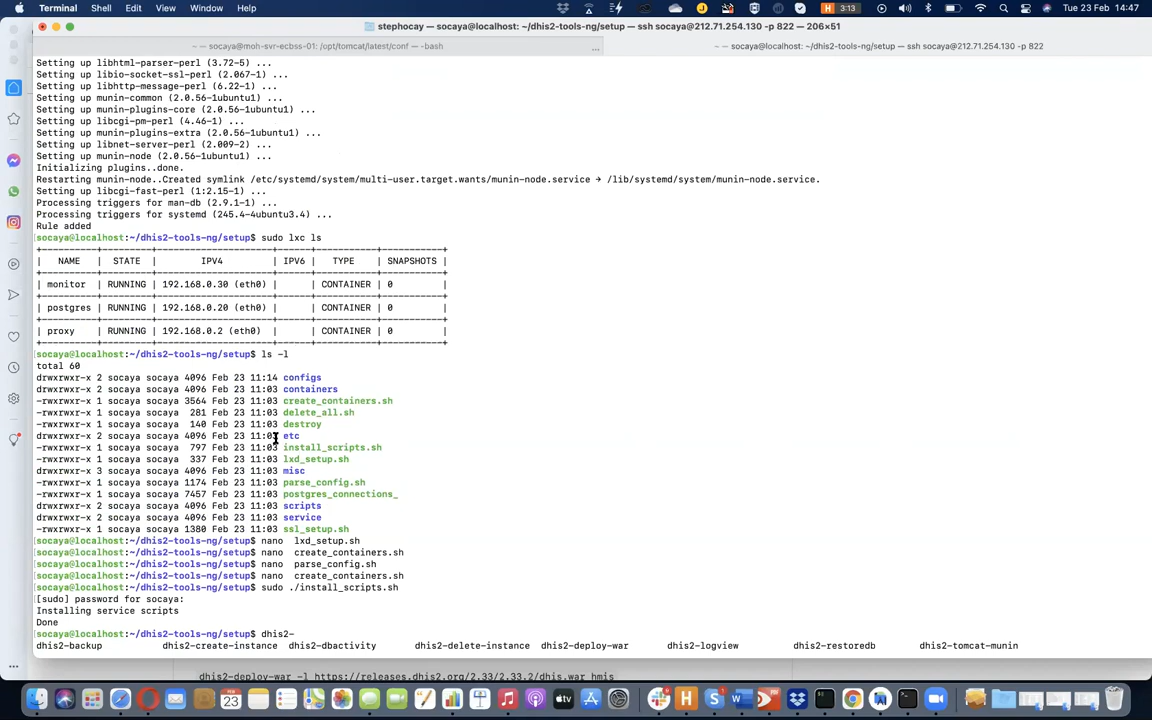 Terminal Shell Edit View Window Help 3:13 Tue 23 Feb 14:47
stephocay — socaya@localhost: ~/dhis2-tools-ng/setup — ssh socaya@212.71.254.130 -p 822 — 206×51
— socaya@moh-svr-ecbss-01: /opt/tomcat/latest/conf — -bash ... — socaya@localhost: ~/dhis2-tools-ng/setup — ssh socaya@212.71.254.130 -p 822
Setting up libhtml-parser-perl (3.72-5) ...
Setting up libio-socket-ssl-perl (2.067-1) ...
Setting up libhttp-message-perl (6.22-1) ...
Setting up munin-common (2.0.56-1ubuntu1) ...
Setting up munin-plugins-core (2.0.56-1ubuntu1) ...
Setting up libcgi-pm-perl (4.46-1) ...
Setting up munin-plugins-extra (2.0.56-1ubuntu1) ...
Setting up libnet-server-perl (2.009-2) ...
Setting up munin-node (2.0.56-1ubuntu1) ...
Initializing plugins..done.
Restarting munin-node..Created symlink /etc/systemd/system/multi-user.target.wants/munin-node.service → /lib/systemd/system/munin-node.service.
Setting up libcgi-fast-perl (1:2.15-1) ...
Processing triggers for man-db (2.9.1-1) ...
Processing triggers for systemd (245.4-4ubuntu3.4) ...
Rule added
socaya@localhost:~/dhis2-tools-ng/setup$ sudo lxc ls
| NAME | STATE | IPV4 | IPV6 | TYPE | SNAPSHOTS |
| monitor | RUNNING | 192.168.0.30 (eth0) | | CONTAINER | 0 |
| postgres | RUNNING | 192.168.0.20 (eth0) | | CONTAINER | 0 |
| proxy | RUNNING | 192.168.0.2 (eth0) | | CONTAINER | 0 |
socaya@localhost:~/dhis2-tools-ng/setup$ ls -l
total 60
drwxrwxr-x 2 socaya socaya 4096 Feb 23 11:14 configs
drwxrwxr-x 2 socaya socaya 4096 Feb 23 11:03 containers
-rwxrwxr-x 1 socaya socaya 3564 Feb 23 11:03 create_containers.sh
-rwxrwxr-x 1 socaya socaya 281 Feb 23 11:03 delete_all.sh
-rwxrwxr-x 1 socaya socaya 140 Feb 23 11:03 destroy
drwxrwxr-x 2 socaya socaya 4096 Feb 23 11:03 etc
-rwxrwxr-x 1 socaya socaya 797 Feb 23 11:03 install_scripts.sh
-rwxrwxr-x 1 socaya socaya 337 Feb 23 11:03 lxd_setup.sh
drwxrwxr-x 3 socaya socaya 4096 Feb 23 11:03 misc
-rwxrwxr-x 1 socaya socaya 1174 Feb 23 11:03 parse_config.sh
-rwxrwxr-x 1 socaya socaya 7457 Feb 23 11:03 postgres_connections_
drwxrwxr-x 2 socaya socaya 4096 Feb 23 11:03 scripts
drwxrwxr-x 2 socaya socaya 4096 Feb 23 11:03 service
-rwxrwxr-x 1 socaya socaya 1380 Feb 23 11:03 ssl_setup.sh
socaya@localhost:~/dhis2-tools-ng/setup$ nano lxd_setup.sh
socaya@localhost:~/dhis2-tools-ng/setup$ nano create_containers.sh
socaya@localhost:~/dhis2-tools-ng/setup$ nano parse_config.sh
socaya@localhost:~/dhis2-tools-ng/setup$ nano create_containers.sh
socaya@localhost:~/dhis2-tools-ng/setup$ sudo ./install_scripts.sh
[sudo] password for socaya:
Installing service scripts
Done
socaya@localhost:~/dhis2-tools-ng/setup$ dhis2-
dhis2-backup dhis2-create-instance dhis2-dbactivity dhis2-delete-instance dhis2-deploy-war dhis2-logview dhis2-restoredb dhis2-tomcat-munin
dhis2-deploy-war -l https://releases.dhis2.org/2.33/2.33.2/dhis.war hmis